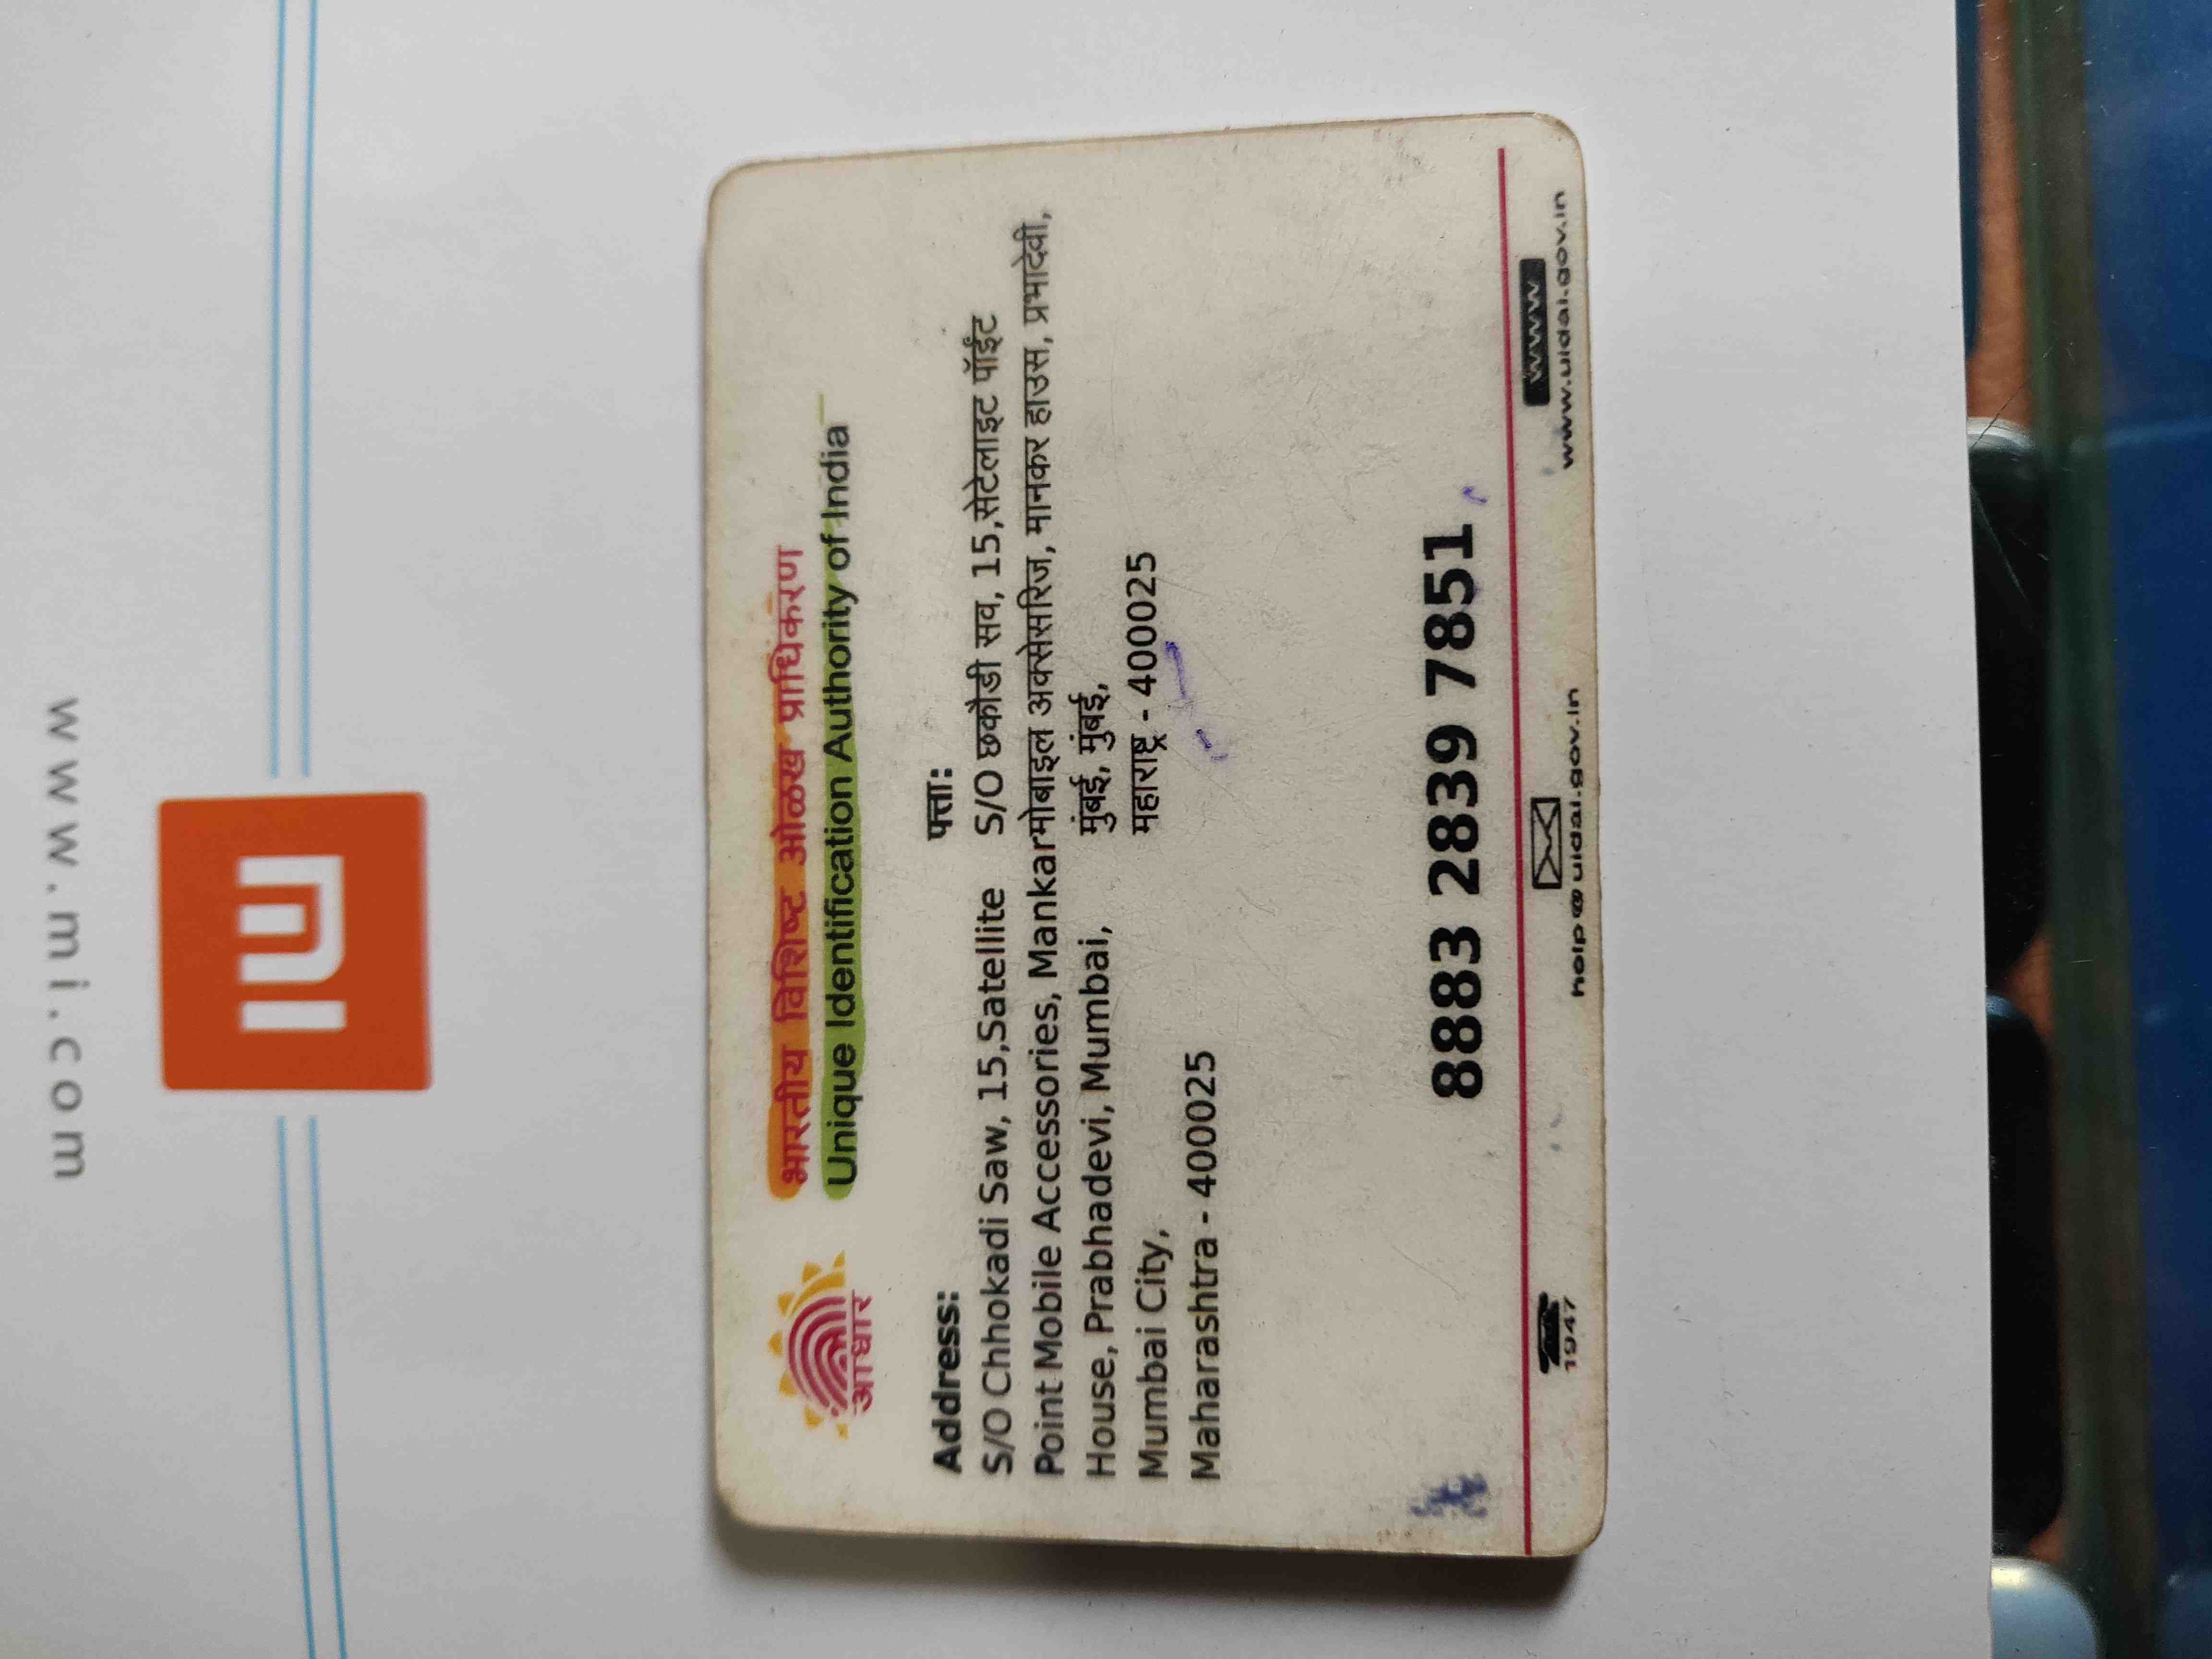 www.mi.com
mi
आधार
भारतीय विशिष्ट ओळख प्राधिकरण
Unique Identification Authority of India
Address:
S/O Chhokadi Saw, 15,Satellite
Point Mobile Accessories, Mankar
House, Prabhadevi, Mumbai,
Mumbai City,
Maharashtra - 400025
पत्ता:
S/O छकौडी सव, 15,सेटेलाइट पॉईंट
मोबाइल अक्सेसरिज, मानकर हाउस, प्रभादेवी,
मुंबई, मुंबई,
महाराष्ट्र - 400025
8883 2839 7851
1947
help@uidai.gov.in
www
www.uidai.gov.in